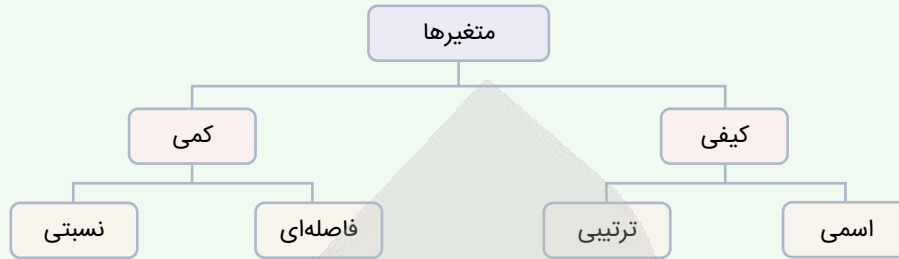 متغیرها
کیفی
کمی
اسمی
ترتیبی
فاصله‌ای
نسبتی